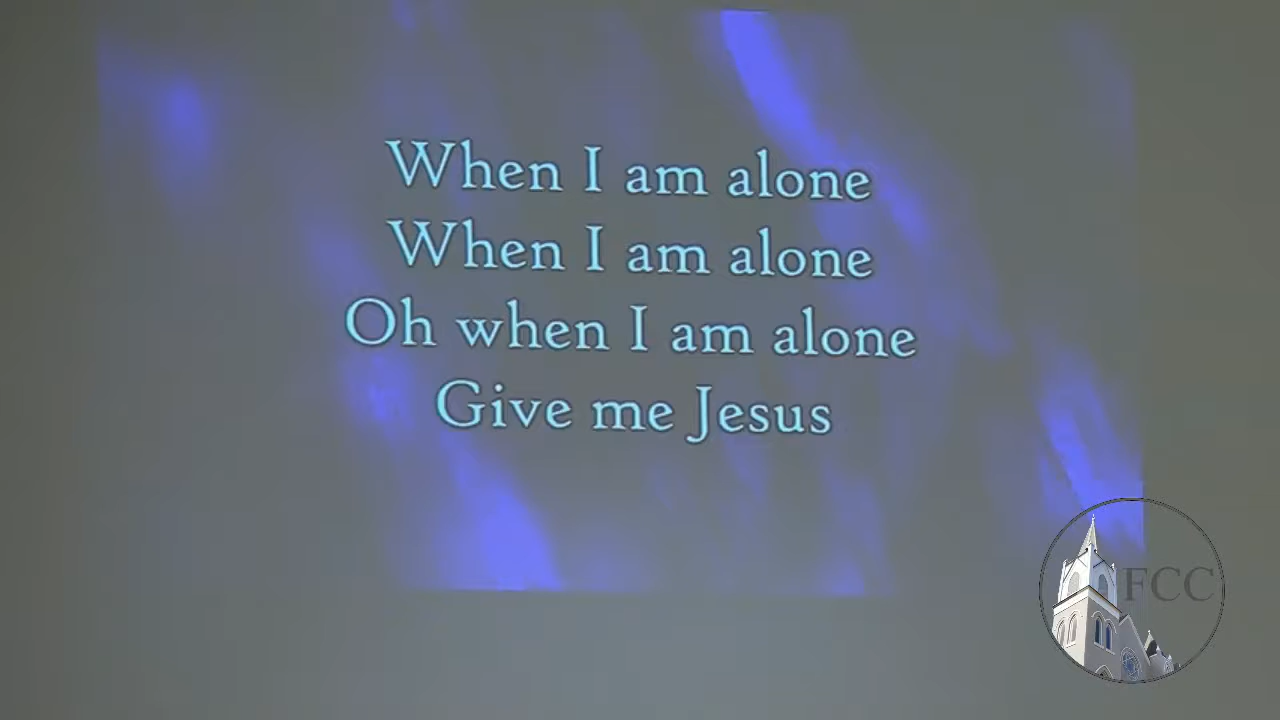 When I am alone
When I am alone
Oh when I am alone
Give me Jesus
FCC